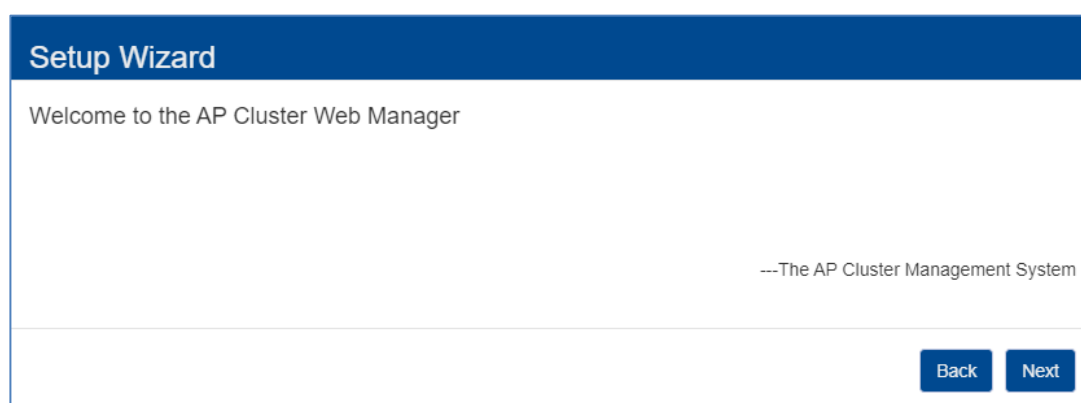 Setup Wizard
Welcome to the AP Cluster Web Manager
---The AP Cluster Management System
Back Next